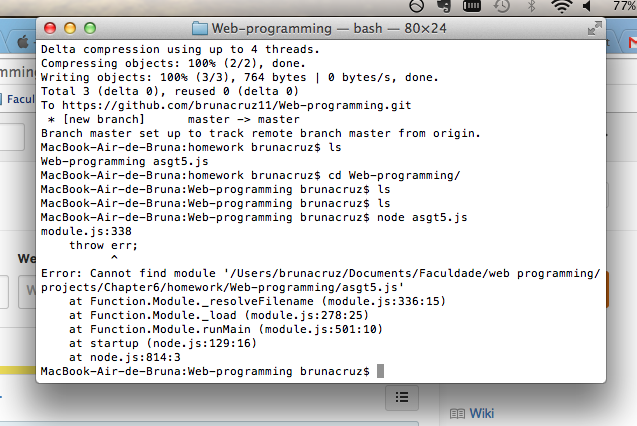 77%
Web-programming — bash — 80×24
Delta compression using up to 4 threads.
Compressing objects: 100% (2/2), done.
Writing objects: 100% (3/3), 764 bytes | 0 bytes/s, done.
Total 3 (delta 0), reused 0 (delta 0)
To https://github.com/brunacruz11/Web-programming.git
 * [new branch]      master -> master
Branch master set up to track remote branch master from origin.
MacBook-Air-de-Bruna:homework brunacruz$ ls
Web-programming asgt5.js
MacBook-Air-de-Bruna:homework brunacruz$ cd Web-programming/
MacBook-Air-de-Bruna:Web-programming brunacruz$ ls
MacBook-Air-de-Bruna:Web-programming brunacruz$ ls
MacBook-Air-de-Bruna:Web-programming brunacruz$ node asgt5.js
module.js:338
    throw err;
          ^
Error: Cannot find module '/Users/brunacruz/Documents/Faculdade/web programming/
projects/Chapter6/homework/Web-programming/asgt5.js'
    at Function.Module._resolveFilename (module.js:336:15)
    at Function.Module._load (module.js:278:25)
    at Function.Module.runMain (module.js:501:10)
    at startup (node.js:129:16)
    at node.js:814:3
MacBook-Air-de-Bruna:Web-programming brunacruz$
Facul
We
W
Wiki